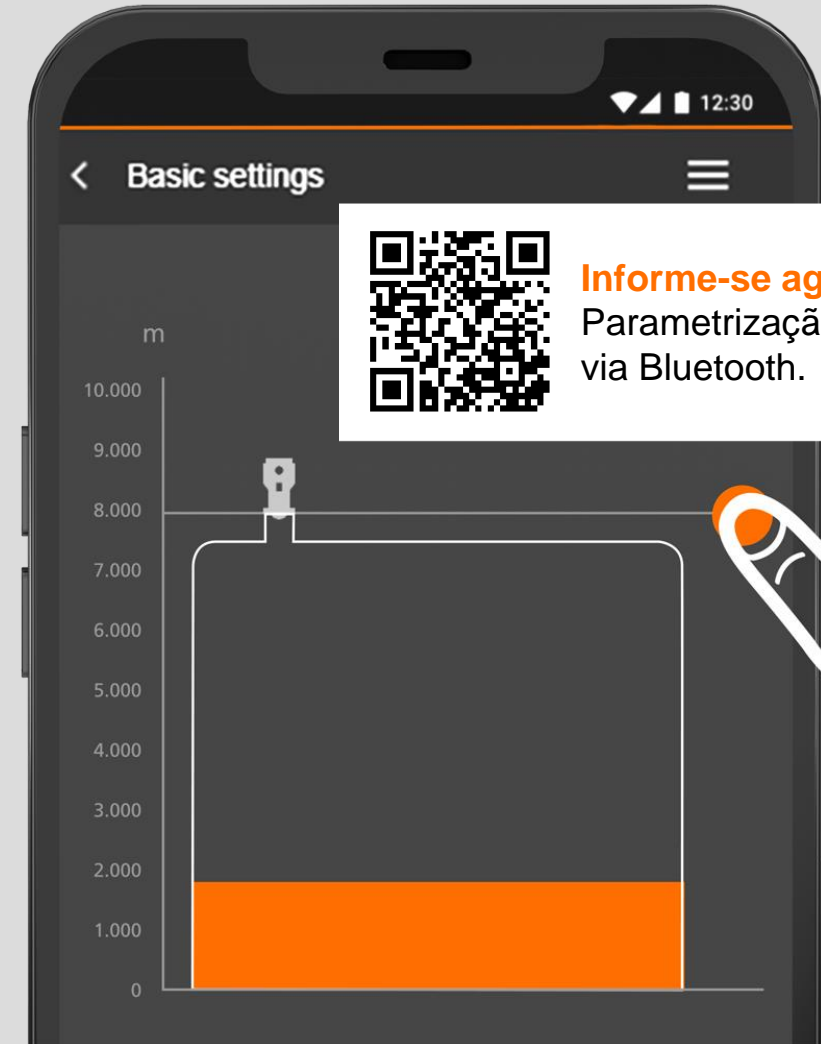 12:30
Basic settings
Informe-se ag
Parametrizaçã
via Bluetooth.
m
10.000
9.000
8.000
7.000
6.000
5.000
4.000
3.000
2.000
1.000
0